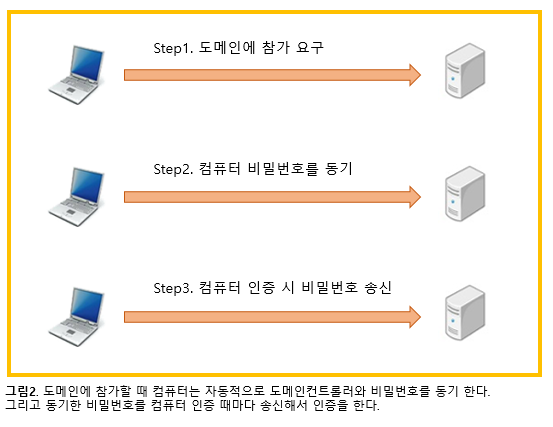 Step1. 도메인에 참가 요구
Step2. 컴퓨터 비밀번호를 동기
Step3. 컴퓨터 인증 시 비밀번호 송신
그림2. 도메인에 참가할 때 컴퓨터는 자동적으로 도메인컨트롤러와 비밀번호를 동기 한다.
그리고 동기한 비밀번호를 컴퓨터 인증 때마다 송신해서 인증을 한다.